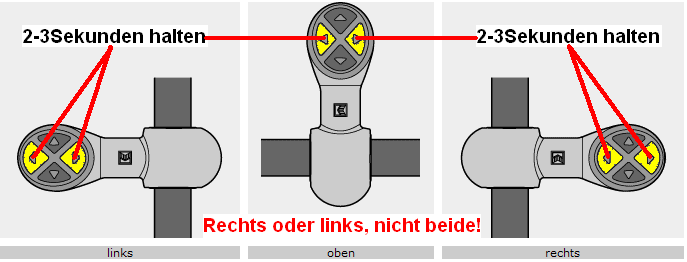 2-3Sekunden halten
2-3Sekunden halten
Rechts oder links, nicht beide!
links
oben
rechts